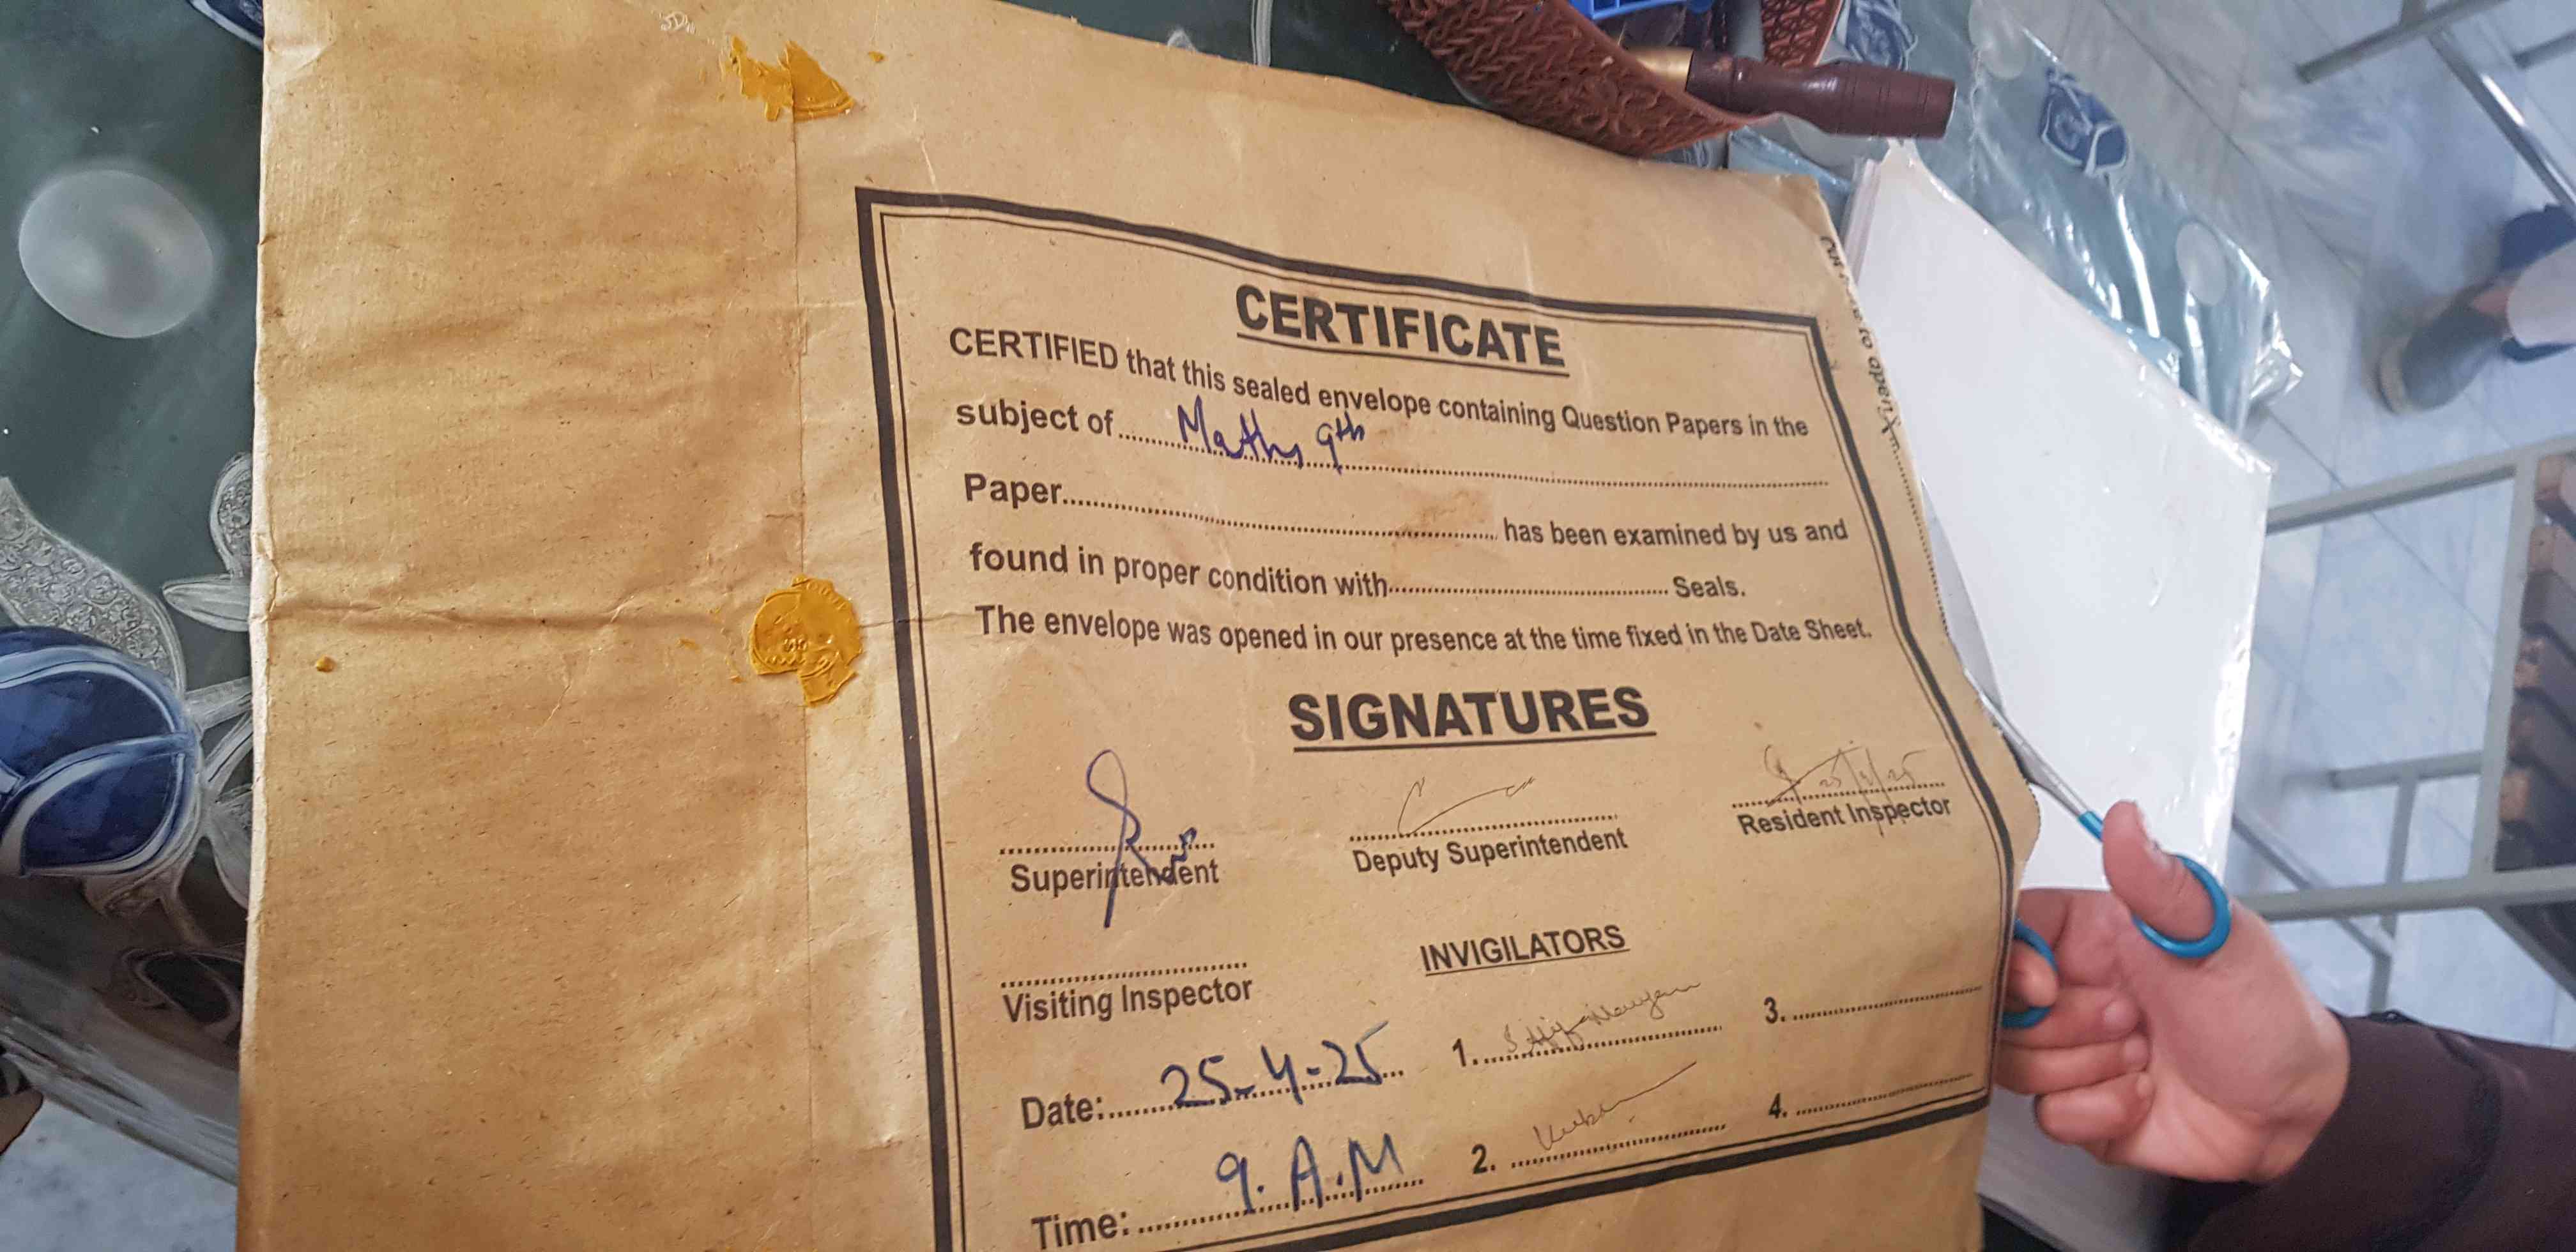 CERTIFICATE
CERTIFIED that this sealed envelope containing Question Papers in the
subject of Maths 9th
Paper has been examined by us and
found in proper condition with Seals.
The envelope was opened in our presence at the time fixed in the Date Sheet.
SIGNATURES
Superintendent
Deputy Superintendent
Resident Inspector
Visiting Inspector
INVIGILATORS
1. Maryam
2.
3.
4.
Date: 25-4-25
Time: 9. A.M
to open